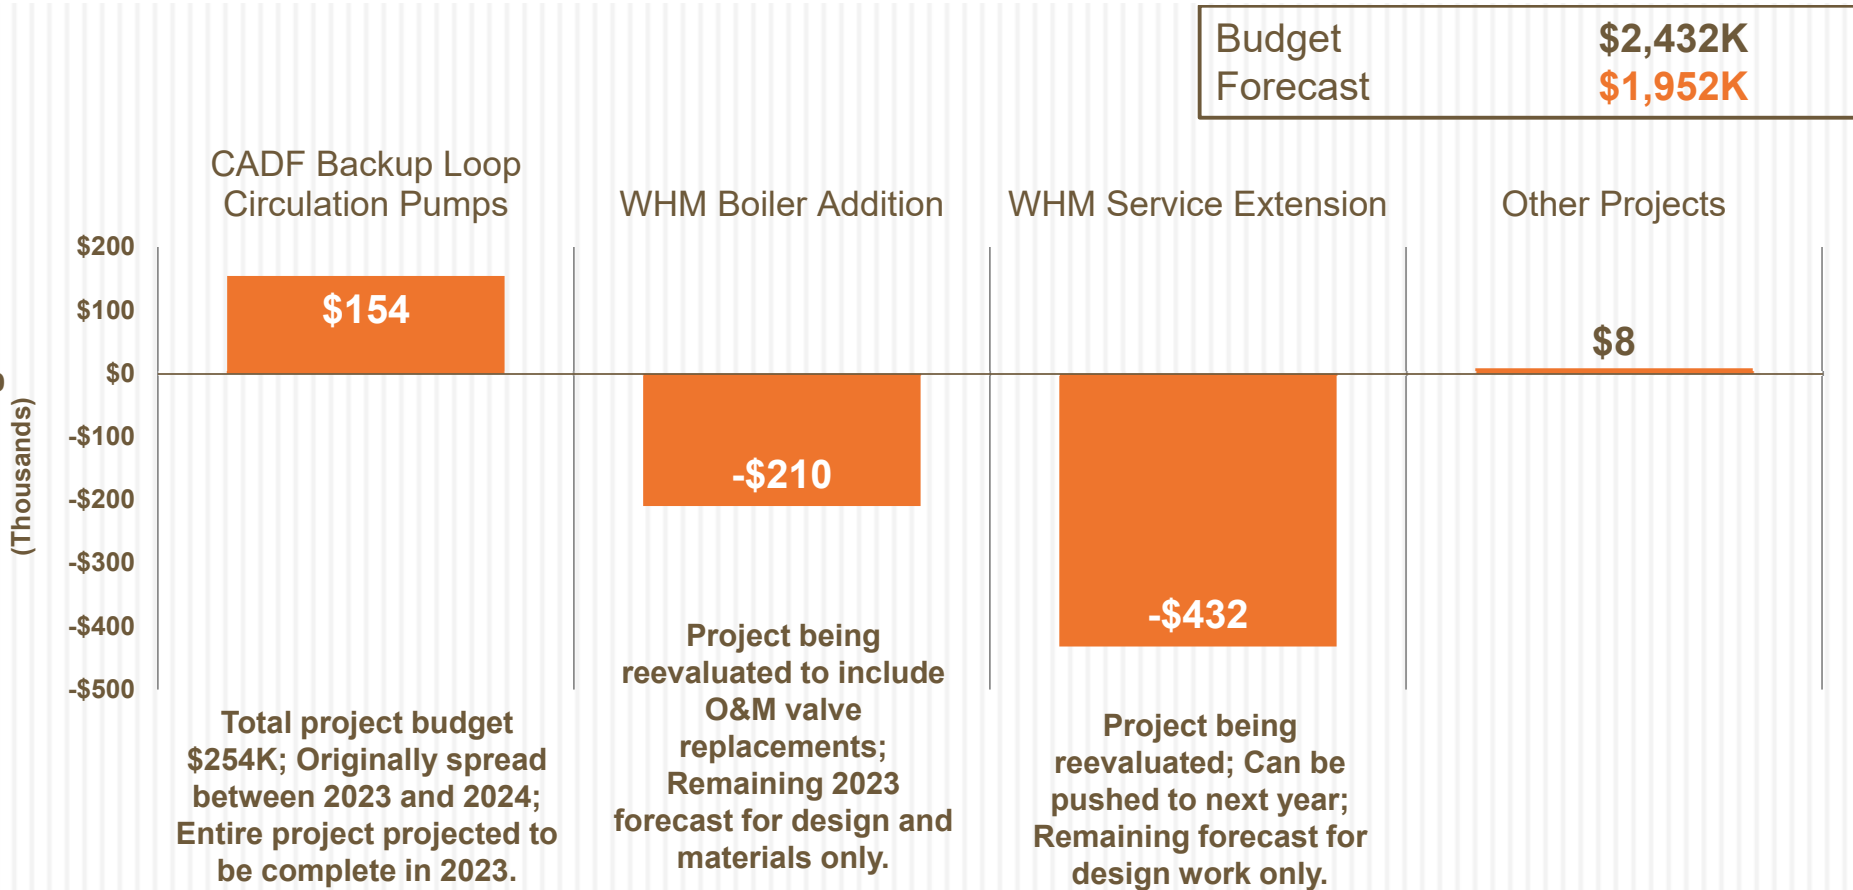 Budget $2,432K
Forecast $1,952K
CADF Backup Loop
Circulation Pumps
WHM Boiler Addition
WHM Service Extension
Other Projects
$200
$100
$0
-$100
-$200
-$300
-$400
-$500
(Thousands)
$154
-$210
-$432
$8
Total project budget
$254K; Originally spread
between 2023 and 2024;
Entire project projected to
be complete in 2023.
Project being
reevaluated to include
O&M valve
replacements;
Remaining 2023
forecast for design and
materials only.
Project being
reevaluated; Can be
pushed to next year;
Remaining forecast for
design work only.